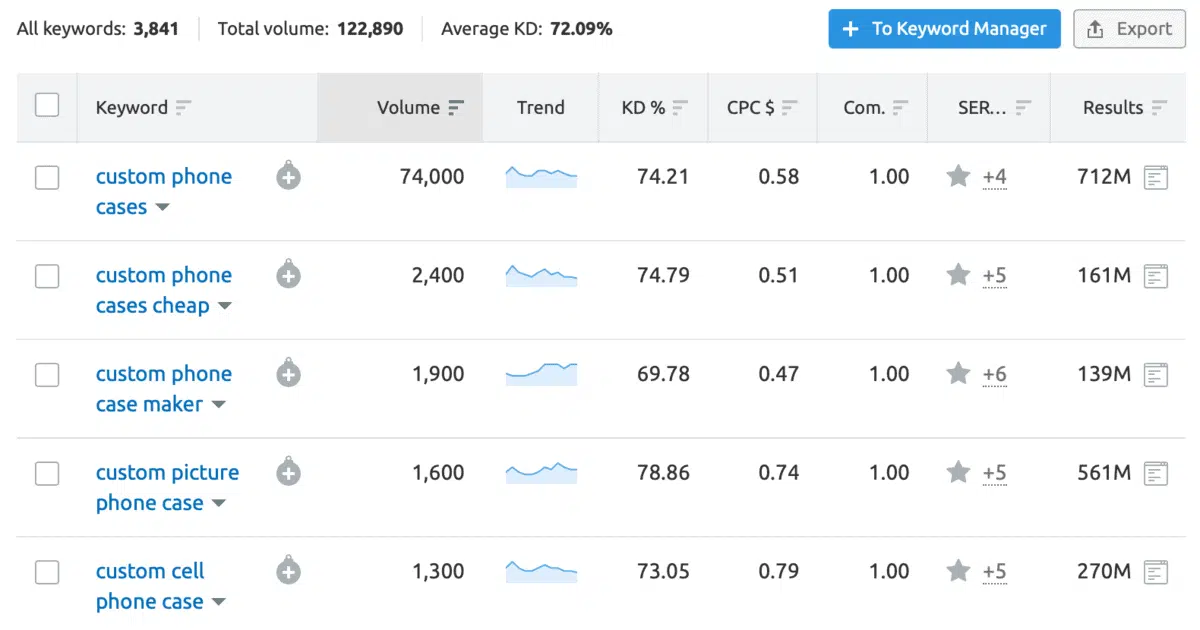 All keywords: 3,841 Total volume: 122,890 Average KD: 72.09% + To Keyword Manager Export
Keyword Volume Trend KD % CPC $ Com. SER... Results
custom phone 74,000 74.21 0.58 1.00 +4 712M
cases
custom phone 2,400 74.79 0.51 1.00 +5 161M
cases cheap
custom phone 1,900 69.78 0.47 1.00 +6 139M
case maker
custom picture 1,600 78.86 0.74 1.00 +5 561M
phone case
custom cell 1,300 73.05 0.79 1.00 +5 270M
phone case